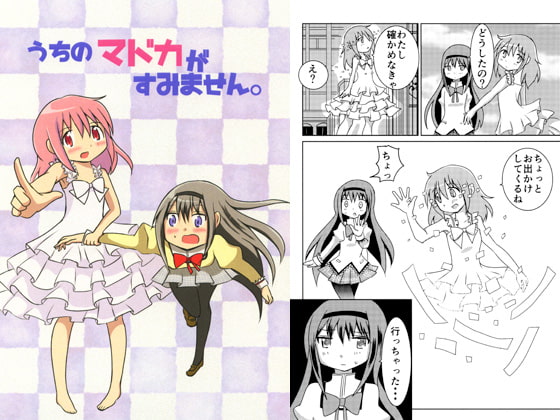 うちのマドカが
すみません。
どうしたの？
わたし
確かめなきゃ
え？
ちょっと
お出かけ
してくるね
ちょっ
行っちゃった・・・